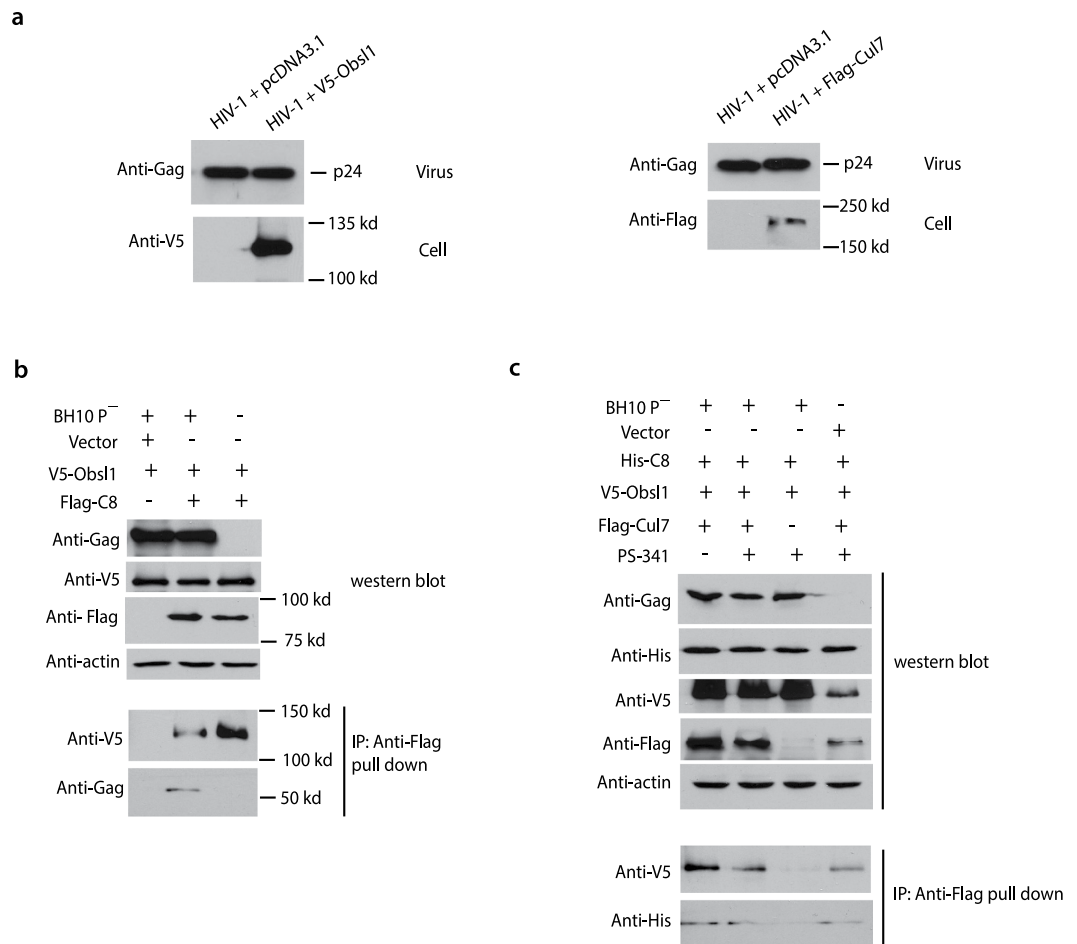 a
HIV-1 + pcDNA3.1
HIV-1 + V5-Obsl1
Anti-Gag
p24
Virus
Anti-V5
135 kd
Cell
100 kd
HIV-1 + pcDNA3.1
HIV-1 + Flag-Cul7
Anti-Gag
p24
Virus
Anti-Flag
250 kd
Cell
150 kd
b
BH10 P⁻ + + -
Vector + - -
V5-Obsl1 + + +
Flag-C8 - + +
Anti-Gag
Anti-V5
western blot
100 kd
Anti- Flag
75 kd
Anti-actin
150 kd
Anti-V5
100 kd
IP: Anti-Flag
pull down
Anti-Gag
50 kd
c
BH10 P⁻ + + + -
Vector - - - +
His-C8 + + + +
V5-Obsl1 + + + +
Flag-Cul7 + + - +
PS-341 - + + +
Anti-Gag
Anti-His
western blot
Anti-V5
Anti-Flag
Anti-actin
Anti-V5
IP: Anti-Flag pull down
Anti-His